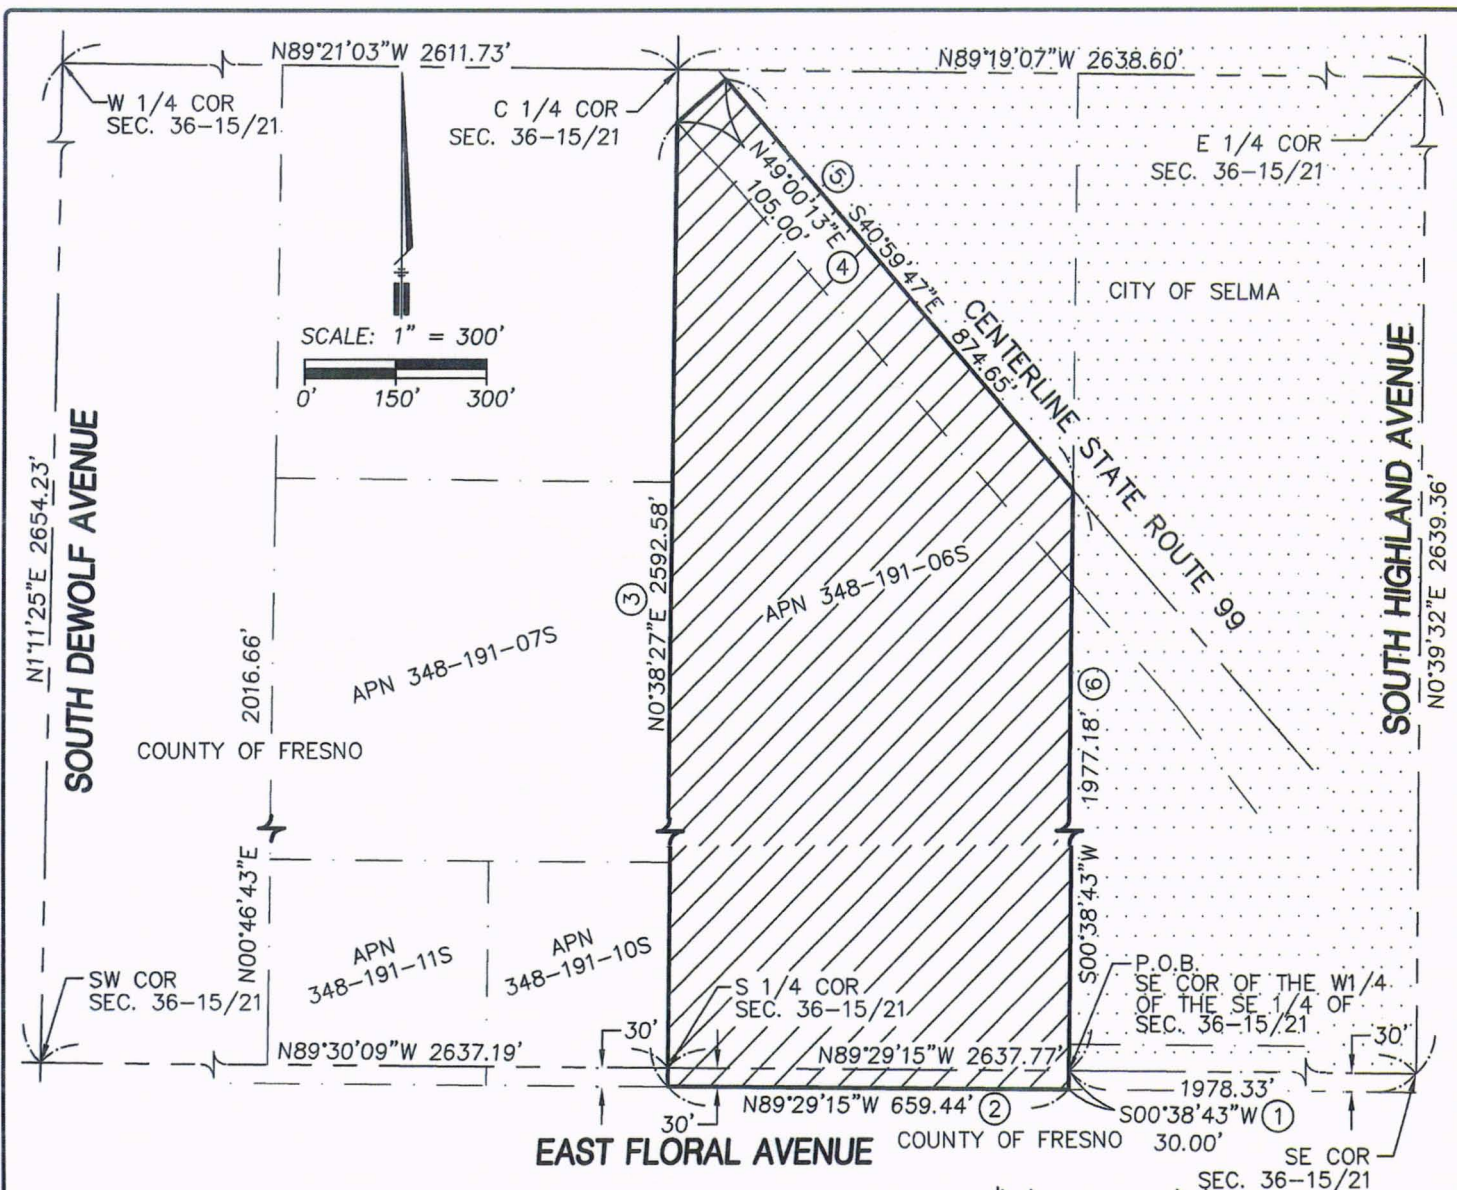 N89°21'03"W 2611.73'
N89°19'07"W 2638.60'
W 1/4 COR
SEC. 36-15/21
C 1/4 COR
SEC. 36-15/21
E 1/4 COR
SEC. 36-15/21
N49°00'13"E
105.00'
④
⑤
S40°59'47"E
874.65'
CENTERLINE STATE ROUTE 99
CITY OF SELMA
SCALE: 1" = 300'
0' 150' 300'
SOUTH DEWOLF AVENUE
N1°11'25"E 2654.23'
SOUTH HIGHLAND AVENUE
N0°39'32"E 2639.36'
2016.66'
N00°46'43"E
APN 348-191-07S
③
N0°38'27"E 2592.58'
APN 348-191-06S
1977.18' ⑥
S00°38'43"W
COUNTY OF FRESNO
APN
348-191-11S
APN
348-191-10S
SW COR
SEC. 36-15/21
S 1/4 COR
SEC. 36-15/21
P.O.B.
SE COR OF THE W1/4
OF THE SE 1/4 OF
SEC. 36-15/21
30'
30'
N89°30'09"W 2637.19'
N89°29'15"W 2637.77'
1978.33'
N89°29'15"W 659.44' ②
S00°38'43"W ①
30.00'
30'
EAST FLORAL AVENUE
COUNTY OF FRESNO
SE COR
SEC. 36-15/21